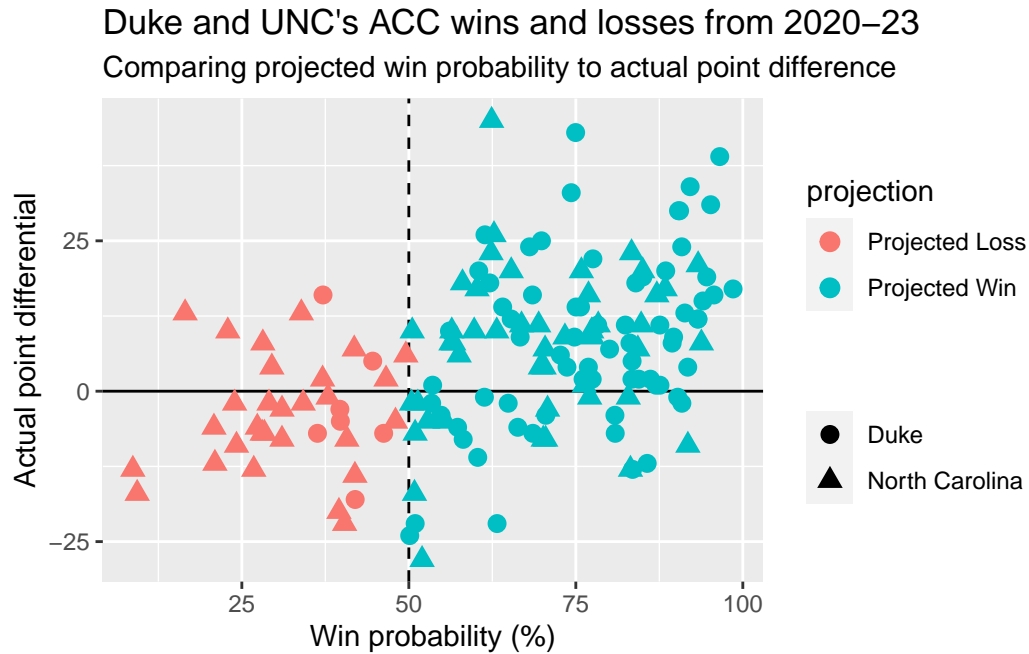 Duke and UNC's ACC wins and losses from 2020–23
Comparing projected win probability to actual point difference
Actual point differential
25
0
−25
25
50
75
100
Win probability (%)
projection
Projected Loss
Projected Win
Duke
North Carolina